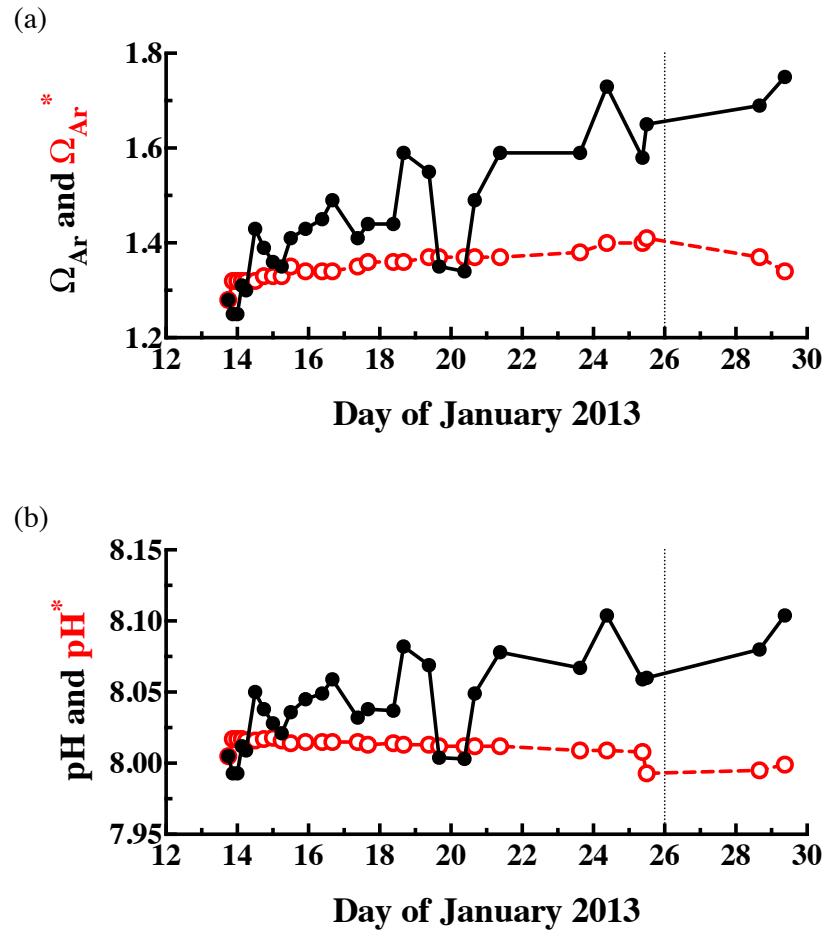 (a)
Ω_Ar and Ω_Ar*
1.8
1.6
1.4
1.2
12 14 16 18 20 22 24 26 28 30
Day of January 2013
(b)
pH and pH*
8.15
8.10
8.05
8.00
7.95
12 14 16 18 20 22 24 26 28 30
Day of January 2013